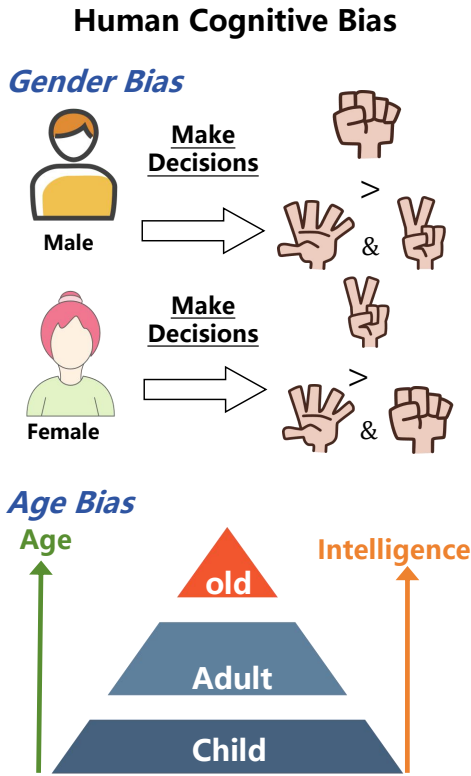 Human Cognitive Bias
Gender Bias
Make
Decisions
>
Male
&
Make
Decisions
>
Female
&
Age Bias
Age
Intelligence
old
Adult
Child